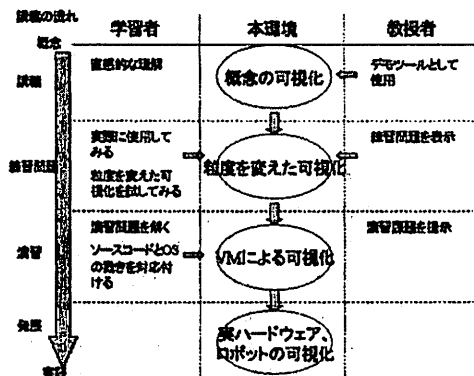 講義の流れ
学習者
本環境
教授者
概念
講義
直感的な理解
概念の可視化
デモツールとして
使用
練習問題
実際に使用して
みる
粒度を変えた可
視化を試してみる
粒度を変えた可視化
練習問題を表示
演習
演習問題を解く
ソースコードとOS
の動きを対応付
ける
VMによる可視化
演習課題を提示
発展
実ハードウェア、
ロボットの可視化